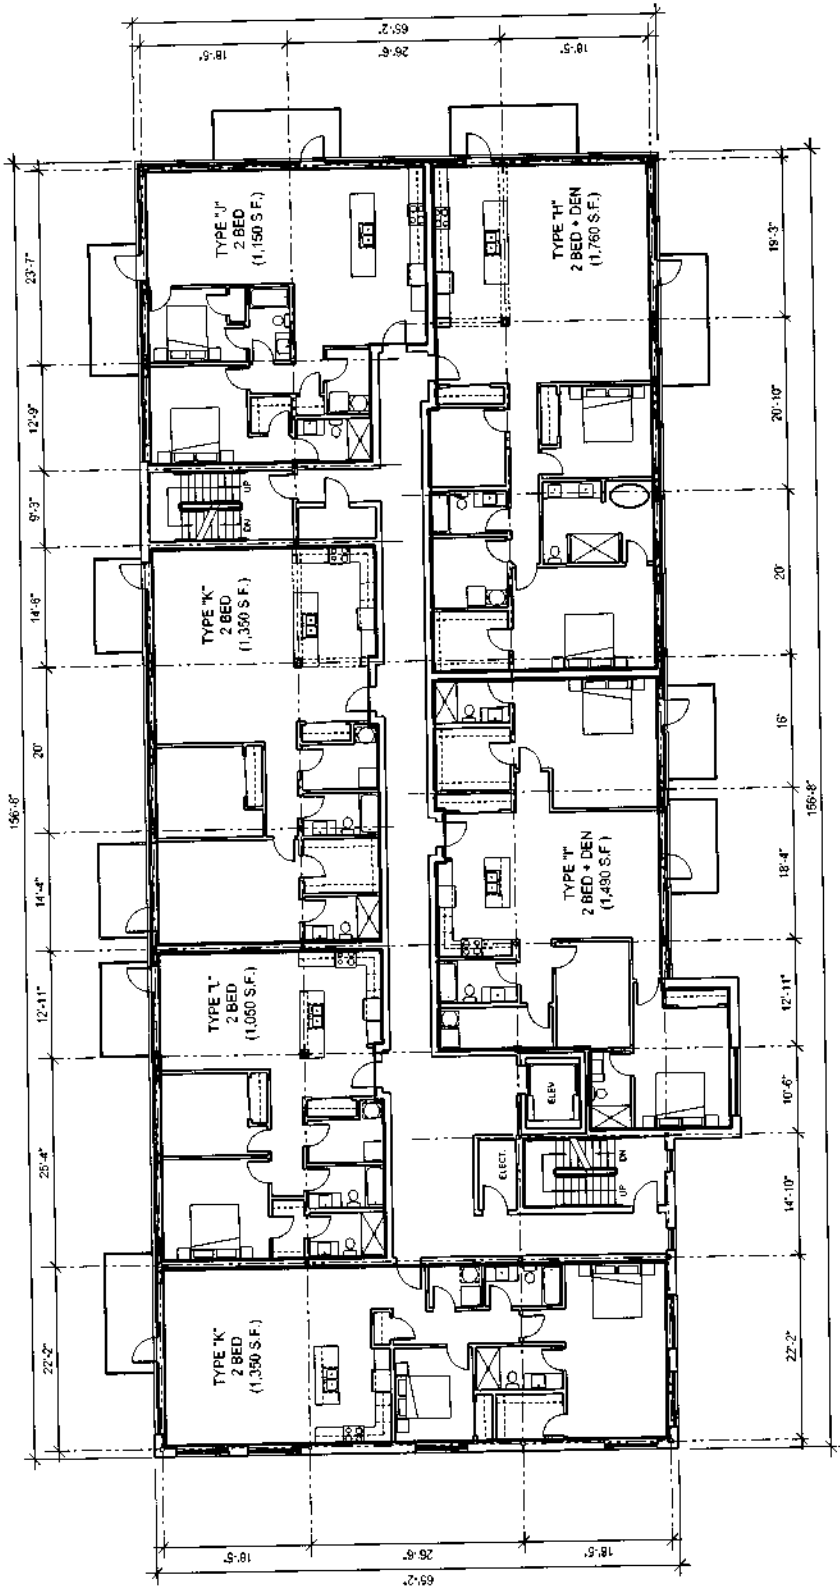 65'-2"
18'-5"
26'-6"
18'-5"
TYPE "J"
2 BED
(1,150 S.F.)
TYPE "H"
2 BED + DEN
(1,760 S.F.)
23'-7"
19'-3"
12'-9"
20'-10"
UP
DN
9'-3"
TYPE "K"
2 BED
(1,350 S.F.)
14'-6"
20'
20'
16'
156'-8"
156'-8"
TYPE "I"
2 BED + DEN
(1,490 S.F.)
18'-4"
14'-4"
TYPE "L"
2 BED
(1,050 S.F.)
12'-11"
12'-11"
ELEV
10'-6"
25'-4"
ELECT.
UP
DN
14'-10"
TYPE "K"
2 BED
(1,350 S.F.)
22'-2"
22'-2"
18'-5"
26'-6"
18'-5"
65'-2"